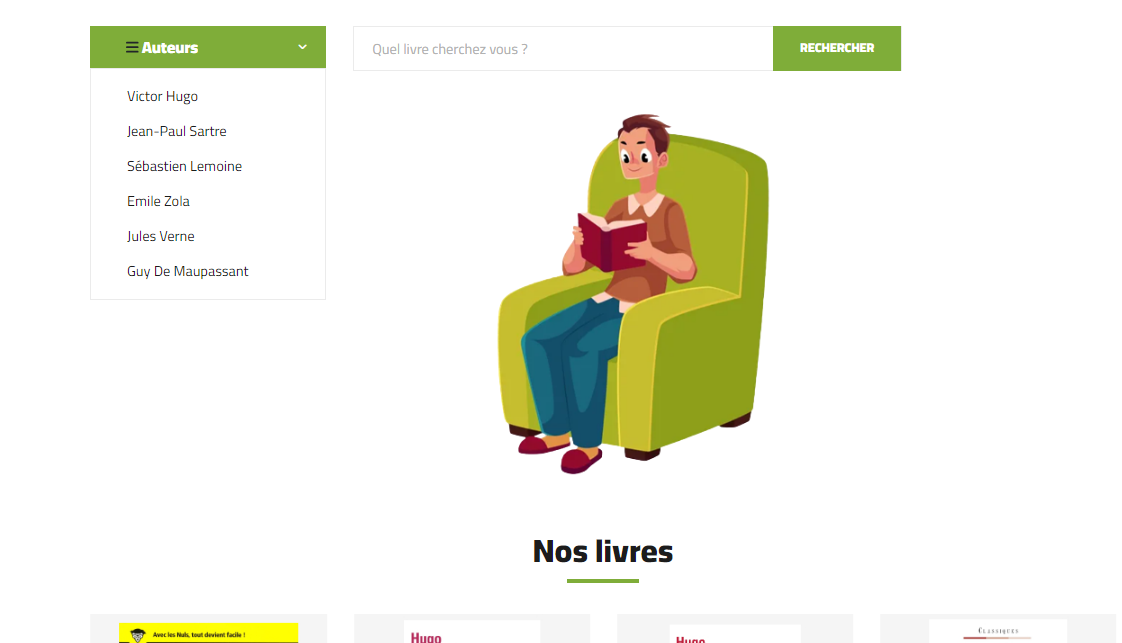 Auteurs
Quel livre cherchez vous ?
RECHERCHER
Victor Hugo
Jean-Paul Sartre
Sébastien Lemoine
Emile Zola
Jules Verne
Guy De Maupassant
Nos livres
Avec les Nuls, tout devient facile !
Hugo
Hugo
CLASSIQUES